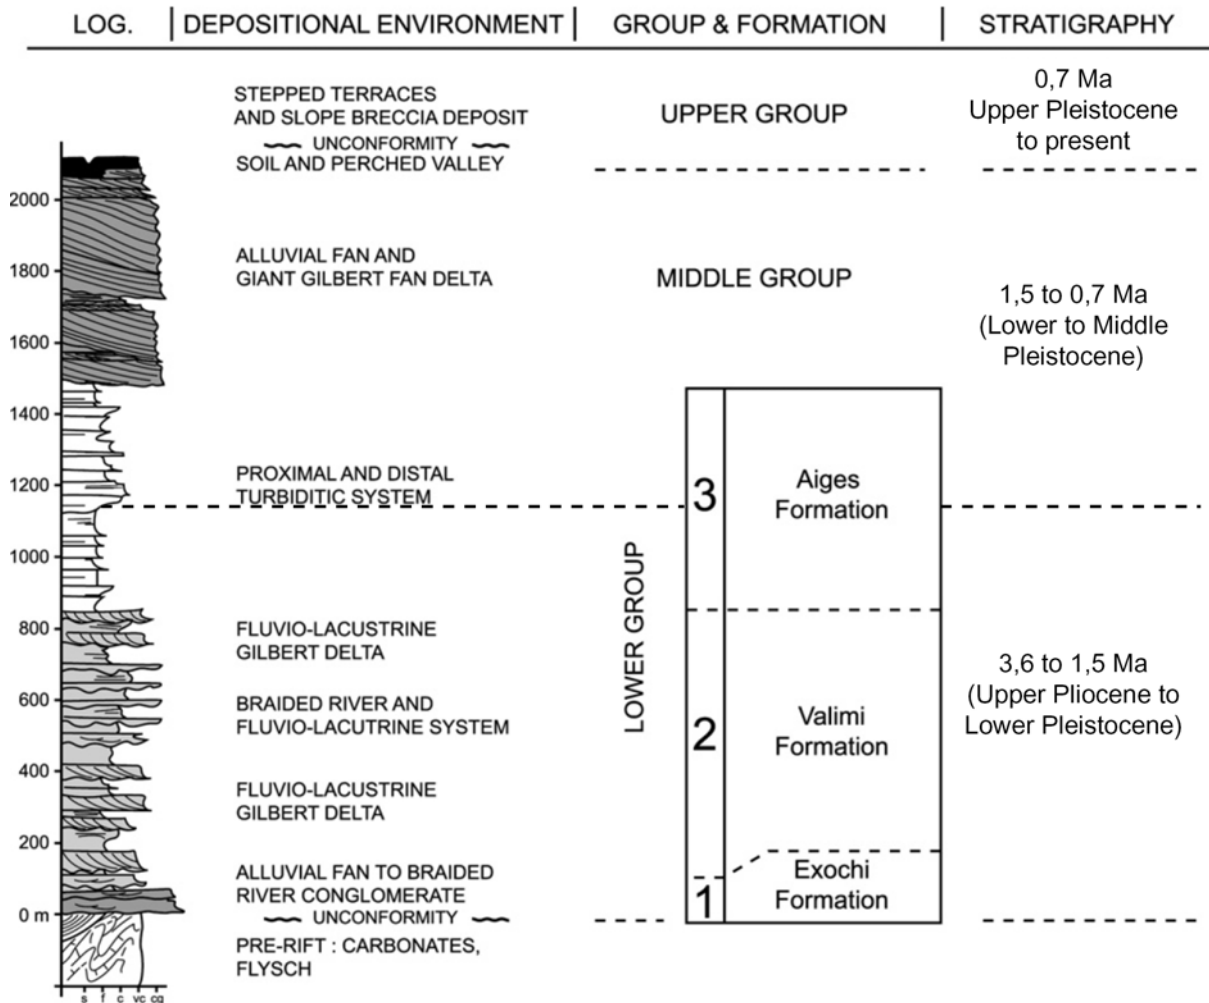 LOG. | DEPOSITIONAL ENVIRONMENT | GROUP & FORMATION | STRATIGRAPHY
STEPPED TERRACES
AND SLOPE BRECCIA DEPOSIT
UNCONFORMITY
SOIL AND PERCHED VALLEY
ALLUVIAL FAN AND
GIANT GILBERT FAN DELTA
PROXIMAL AND DISTAL
TURBIDITIC SYSTEM
FLUVIO-LACUSTRINE
GILBERT DELTA
BRAIDED RIVER AND
FLUVIO-LACUTRINE SYSTEM
FLUVIO-LACUSTRINE
GILBERT DELTA
ALLUVIAL FAN TO BRAIDED
RIVER CONGLOMERATE
UNCONFORMITY
PRE-RIFT : CARBONATES,
FLYSCH
2000
1800
1600
1400
1200
1000
800
600
400
200
0 m
s f c vc cg
UPPER GROUP
MIDDLE GROUP
LOWER GROUP
3
Aiges
Formation
2
Valimi
Formation
1
Exochi
Formation
0,7 Ma
Upper Pleistocene
to present
1,5 to 0,7 Ma
(Lower to Middle
Pleistocene)
3,6 to 1,5 Ma
(Upper Pliocene to
Lower Pleistocene)